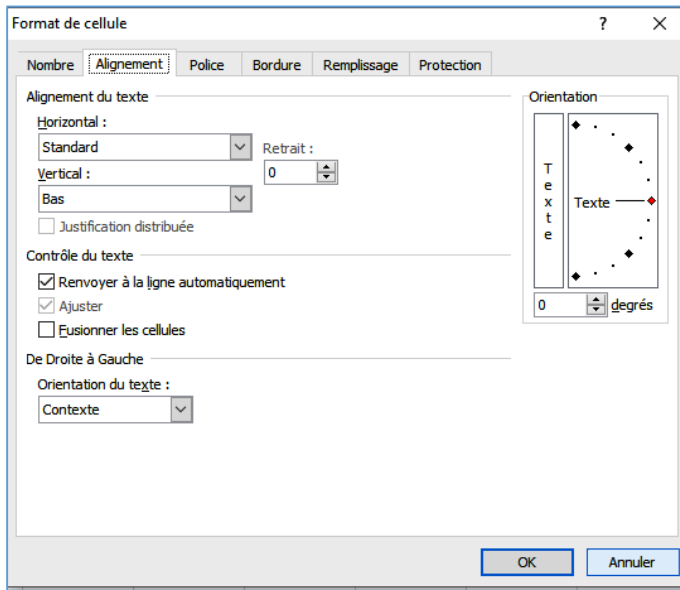 Format de cellule ?
Nombre Alignement Police Bordure Remplissage Protection
Alignement du texte
Horizontal :
Standard
Retrait :
0
Vertical :
Bas
Justification distribuée
Contrôle du texte
Renvoyer à la ligne automatiquement
Ajuster
Fusionner les cellules
De Droite à Gauche
Orientation du texte :
Contexte
Orientation
Texte
Texte
0 degrés
OK Annuler